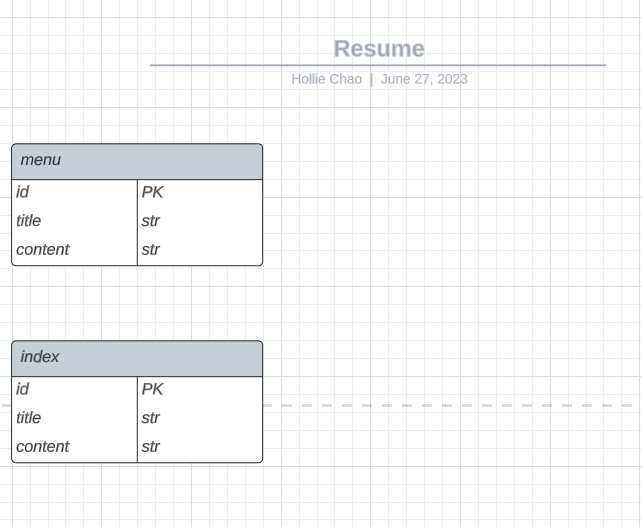 Resume
Hollie Chao | June 27, 2023
menu
id PK
title str
content str
index
id PK
title str
content str